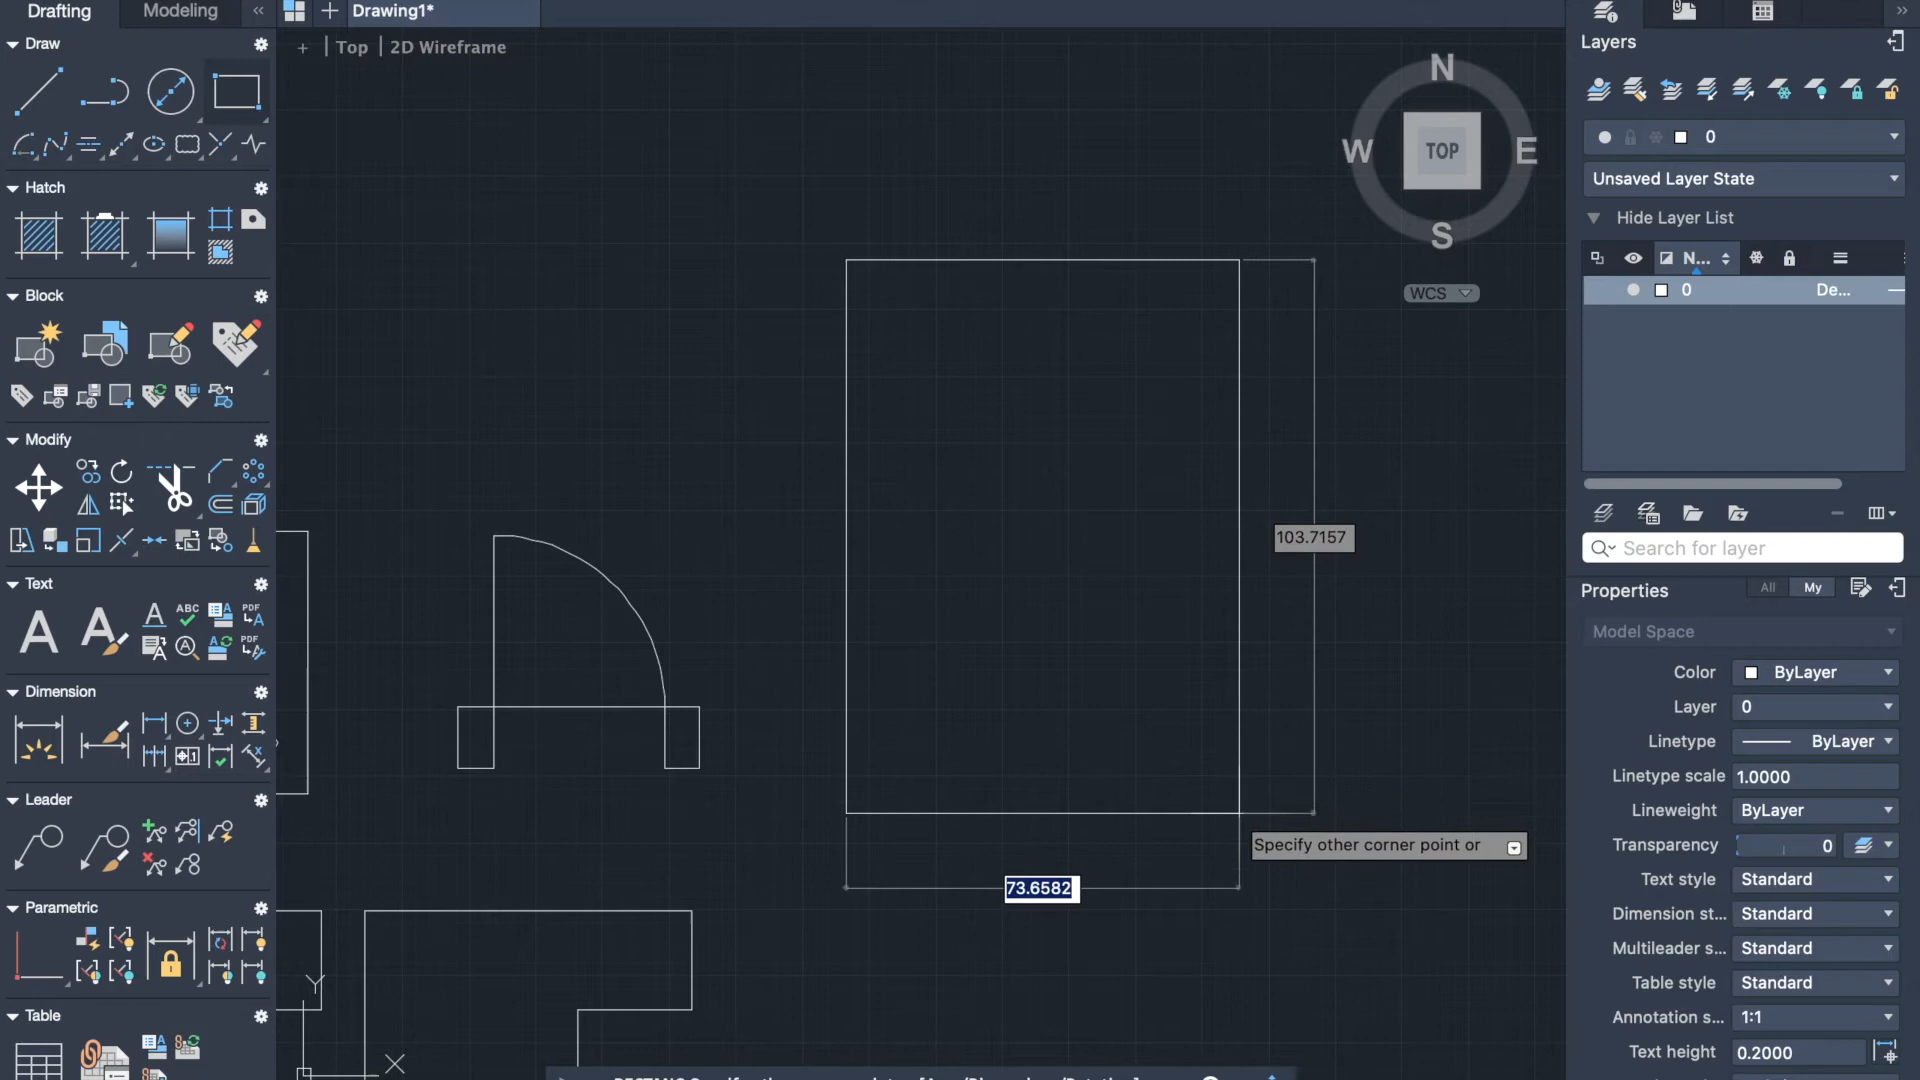 Drafting
Modeling
Drawing1*
Draw
Top
2D Wireframe
Hatch
Block
Modify
Text
ABC
PDF
PDF
Dimension
Leader
Parametric
Table
N
W
TOP
E
S
WCS
103.7157
73.6582
Specify other corner point or
Y
X
Layers
0
Unsaved Layer State
Hide Layer List
N...
0
De...
Search for layer
Properties
All
My
Model Space
Color
ByLayer
Layer
0
Linetype
ByLayer
Linetype scale
1.0000
Lineweight
ByLayer
Transparency
0
Text style
Standard
Dimension st...
Standard
Multileader s...
Standard
Table style
Standard
Annotation s...
1:1
Text height
0.2000